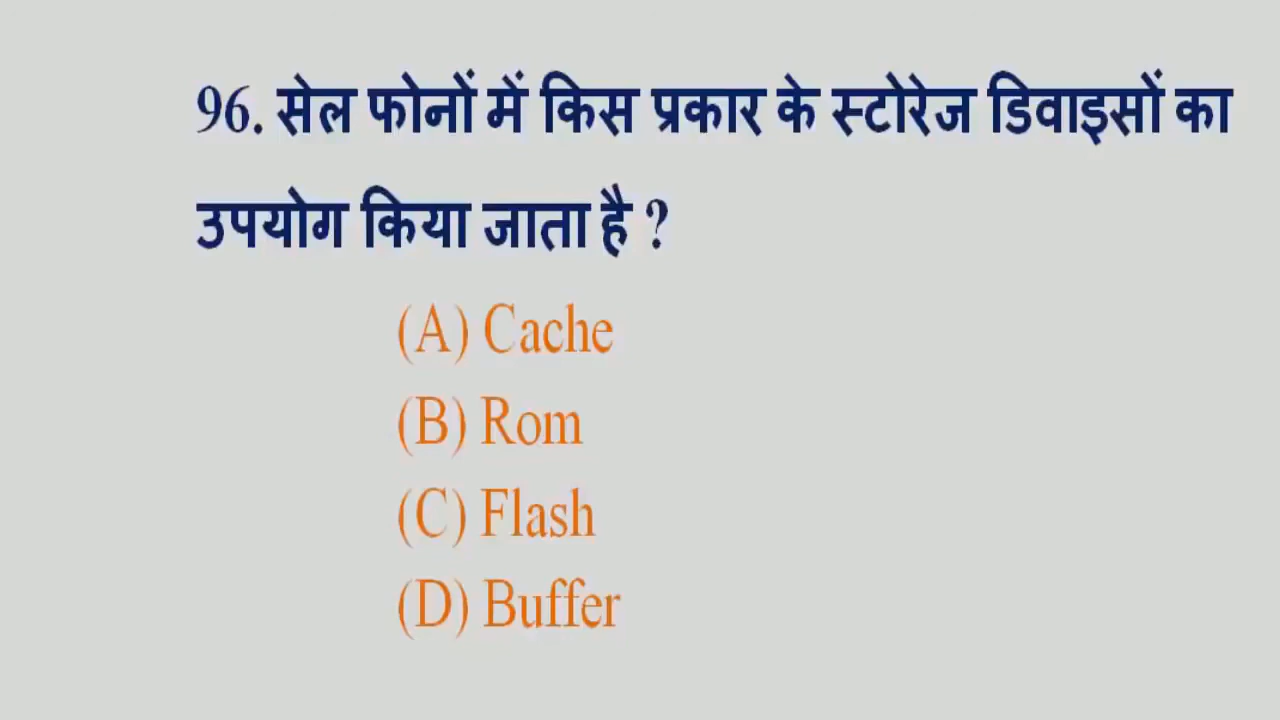 96. सेल फोनों में किस प्रकार के स्टोरेज डिवाइसों का
उपयोग किया जाता है ?
(A) Cache
(B) Rom
(C) Flash
(D) Buffer